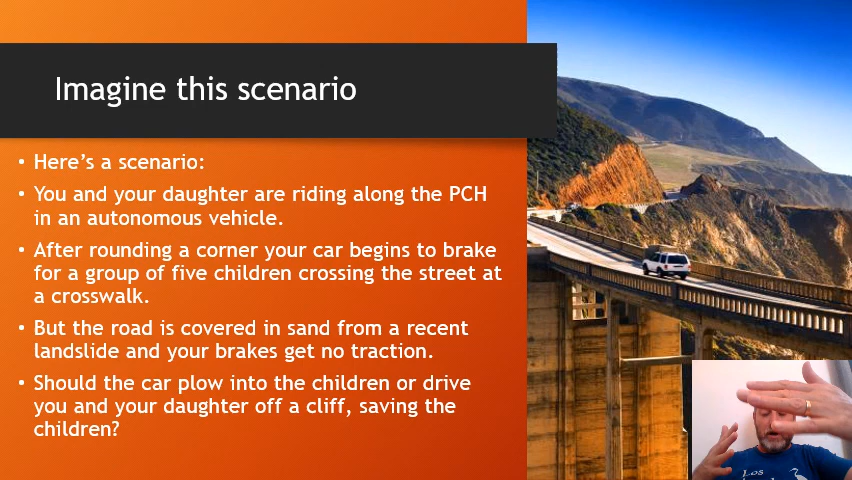 Imagine this scenario
• Here's a scenario:
• You and your daughter are riding along the PCH
in an autonomous vehicle.
• After rounding a corner your car begins to brake
for a group of five children crossing the street at
a crosswalk.
• But the road is covered in sand from a recent
landslide and your brakes get no traction.
• Should the car plow into the children or drive
you and your daughter off a cliff, saving the
children?
Los